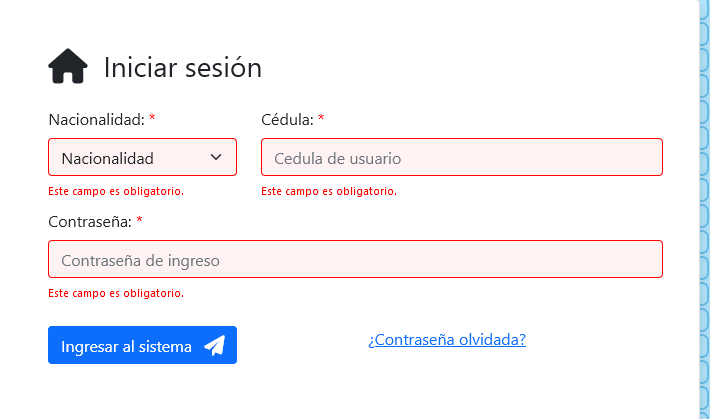 Iniciar sesión
Nacionalidad: * Cédula: *
Nacionalidad Cedula de usuario
Este campo es obligatorio. Este campo es obligatorio.
Contraseña: *
Contraseña de ingreso
Este campo es obligatorio.
Ingresar al sistema ¿Contraseña olvidada?